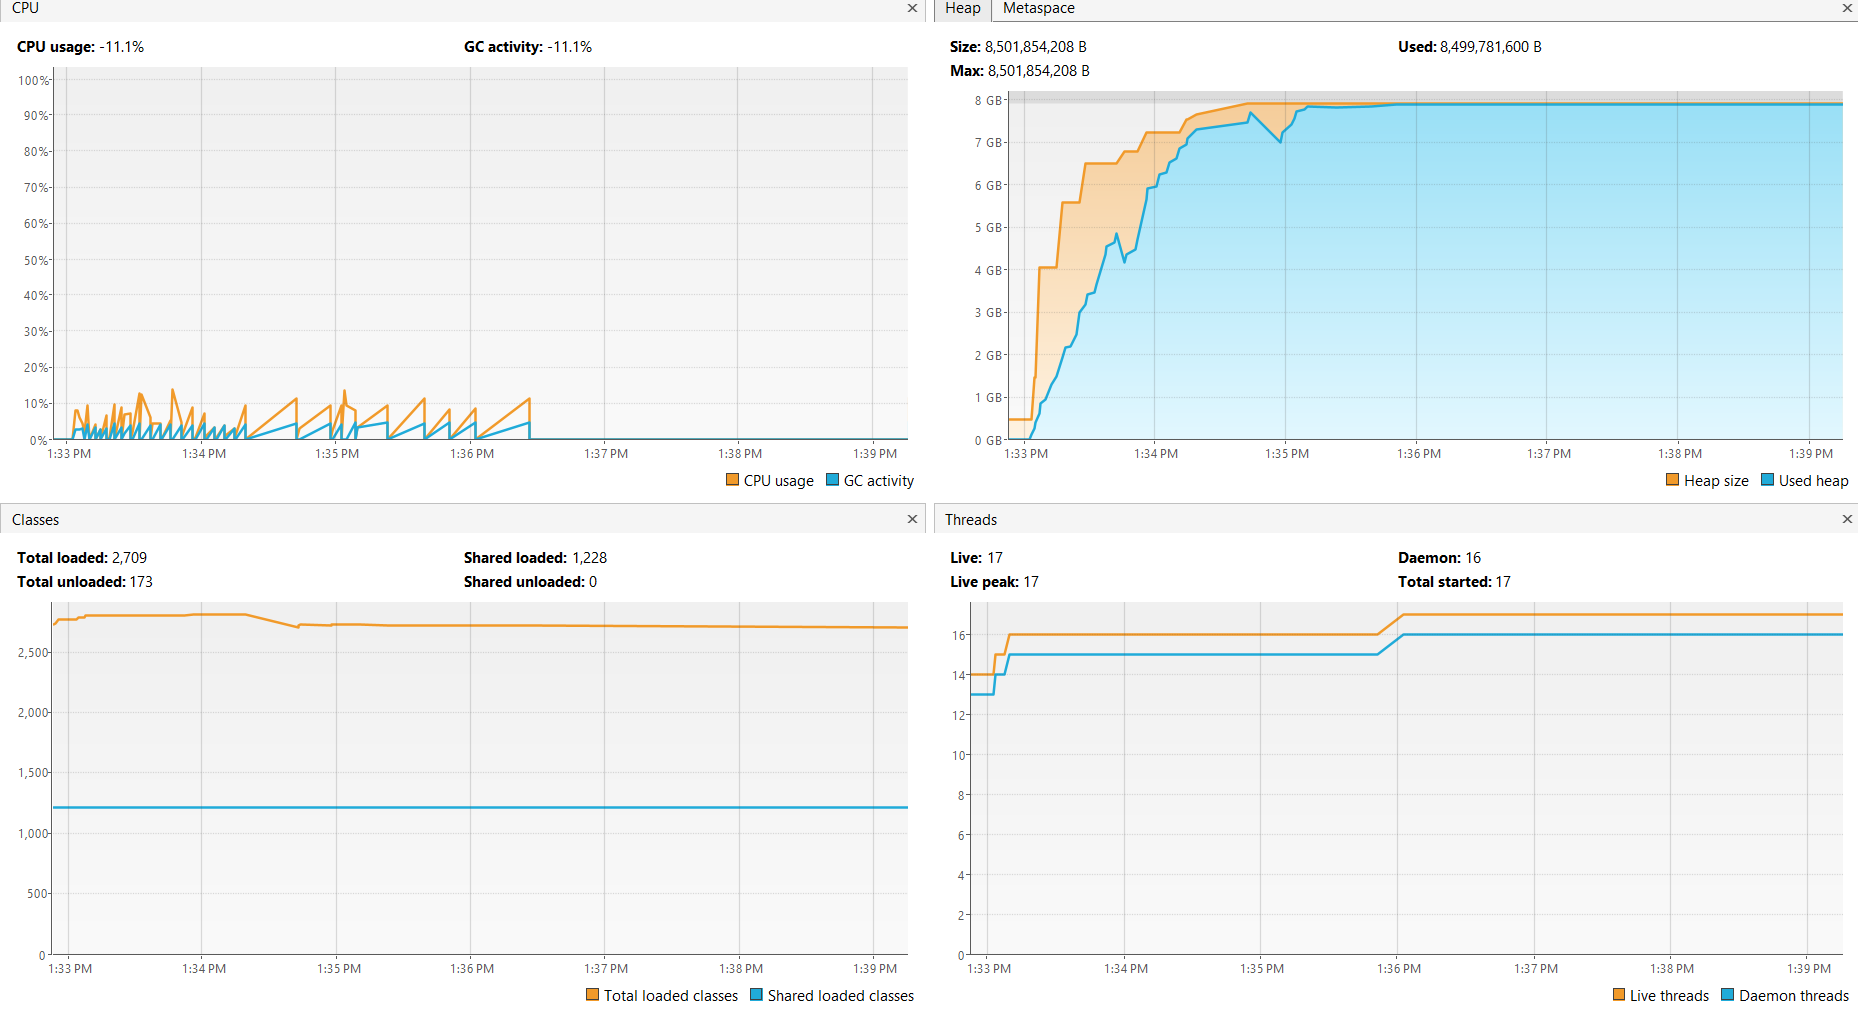 CPU
CPU usage: -11.1% GC activity: -11.1%
100%
90%
80%
70%
60%
50%
40%
30%
20%
10%
0%
1:33 PM 1:34 PM 1:35 PM 1:36 PM 1:37 PM 1:38 PM 1:39 PM
CPU usage GC activity
Heap Metaspace
Size: 8,501,854,208 B Used: 8,499,781,600 B
Max: 8,501,854,208 B
8 GB
7 GB
6 GB
5 GB
4 GB
3 GB
2 GB
1 GB
0 GB
1:33 PM 1:34 PM 1:35 PM 1:36 PM 1:37 PM 1:38 PM 1:39 PM
Heap size Used heap
Classes
Total loaded: 2,709 Shared loaded: 1,228
Total unloaded: 173 Shared unloaded: 0
2,500
2,000
1,500
1,000
500
0
1:33 PM 1:34 PM 1:35 PM 1:36 PM 1:37 PM 1:38 PM 1:39 PM
Total loaded classes Shared loaded classes
Threads
Live: 17 Daemon: 16
Live peak: 17 Total started: 17
16
14
12
10
8
6
4
2
0
1:33 PM 1:34 PM 1:35 PM 1:36 PM 1:37 PM 1:38 PM 1:39 PM
Live threads Daemon threads